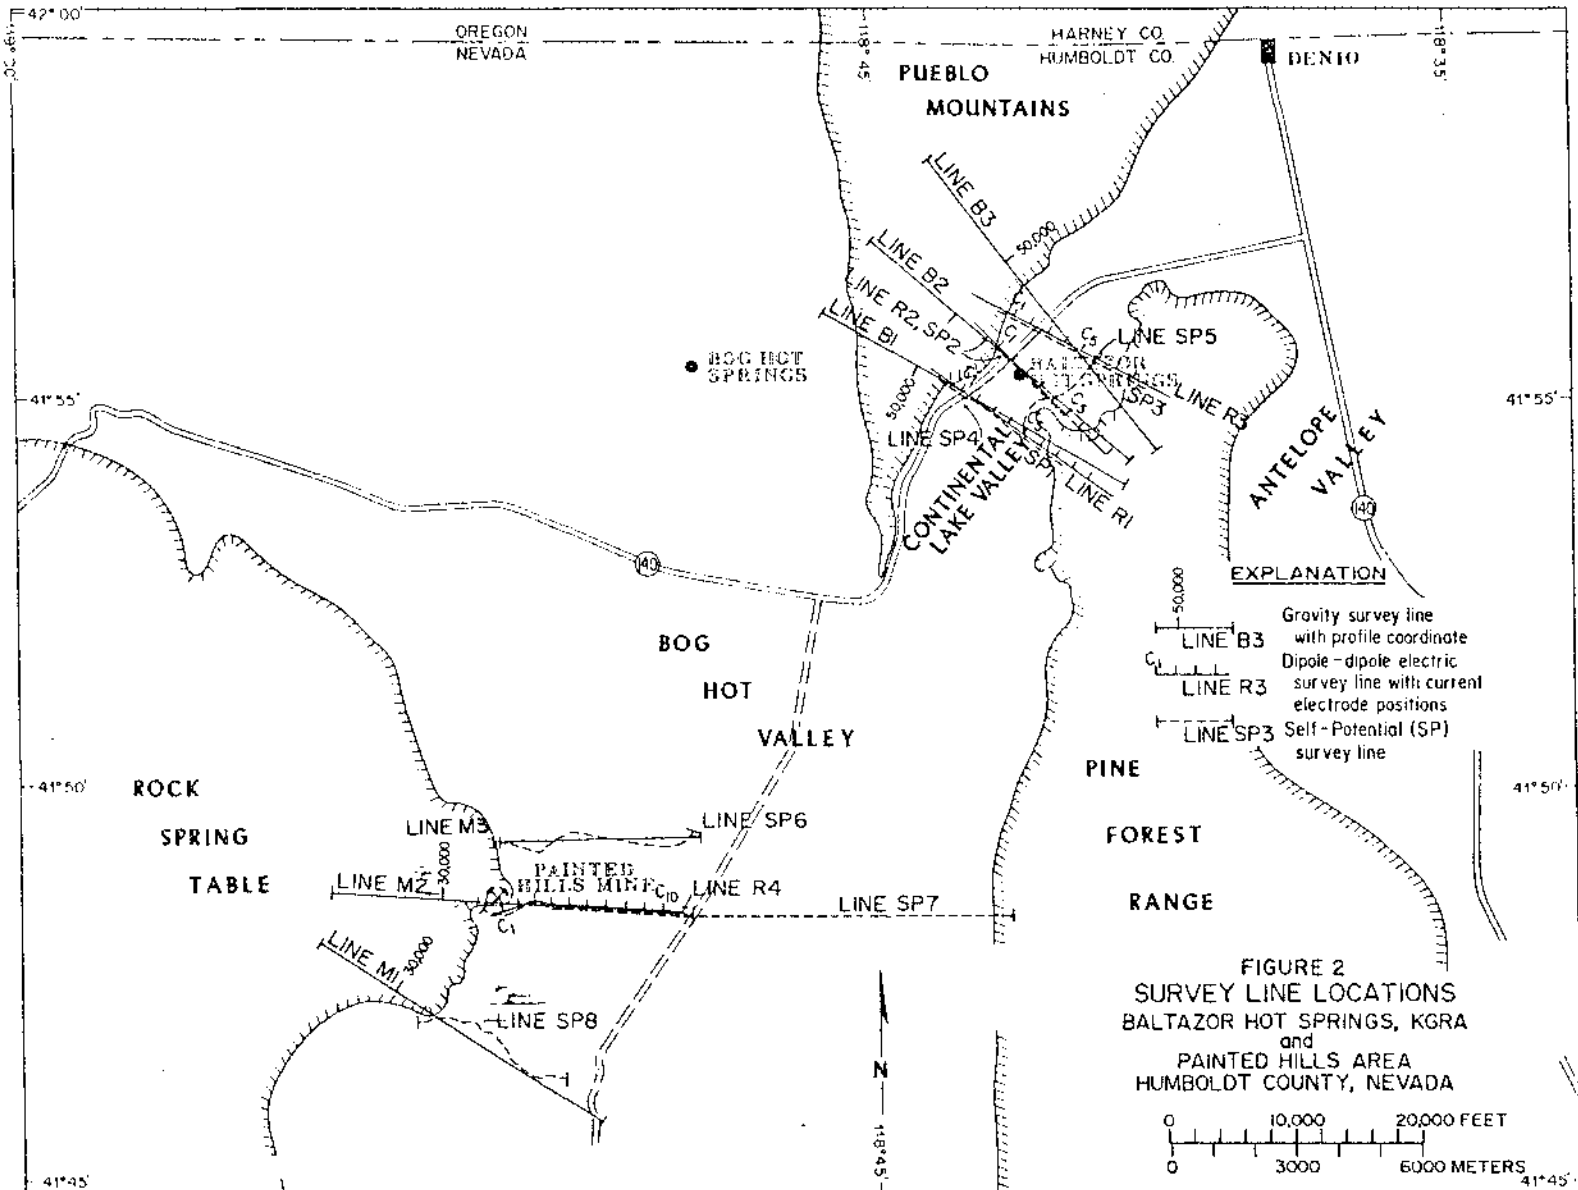 42°00'
OREGON
NEVADA
HARNEY CO.
HUMBOLDT CO.
118°45'
118°35'
DENIO
PUEBLO
MOUNTAINS
LINE B3
50,000
LINE B2
LINE R2, SP2
LINE B1
LINE SP5
BOG HOT
SPRINGS
50,000
SP3
LINE R3
41°55'
41°55'
LINE SP4
CONTINENTAL
LAKE VALLEY
LINE R1
ANTELOPE
VALLEY
140
140
EXPLANATION
50,000
LINE B3
Gravity survey line
with profile coordinate
C1
LINE R3
Dipole-dipole electric
survey line with current
electrode positions
LINE SP3
Self-Potential (SP)
survey line
BOG
HOT
VALLEY
PINE
FOREST
RANGE
41°50'
41°50'
ROCK
SPRING
TABLE
LINE M3
LINE SP6
30,000
LINE M2
PAINTED
HILLS MINE
C10
LINE R4
LINE SP7
C1
LINE M1
30,000
LINE SP8
N
118°45'
FIGURE 2
SURVEY LINE LOCATIONS
BALTAZOR HOT SPRINGS, KGRA
and
PAINTED HILLS AREA
HUMBOLDT COUNTY, NEVADA
0 10,000 20,000 FEET
0 3000 6000 METERS
41°45'
41°45'